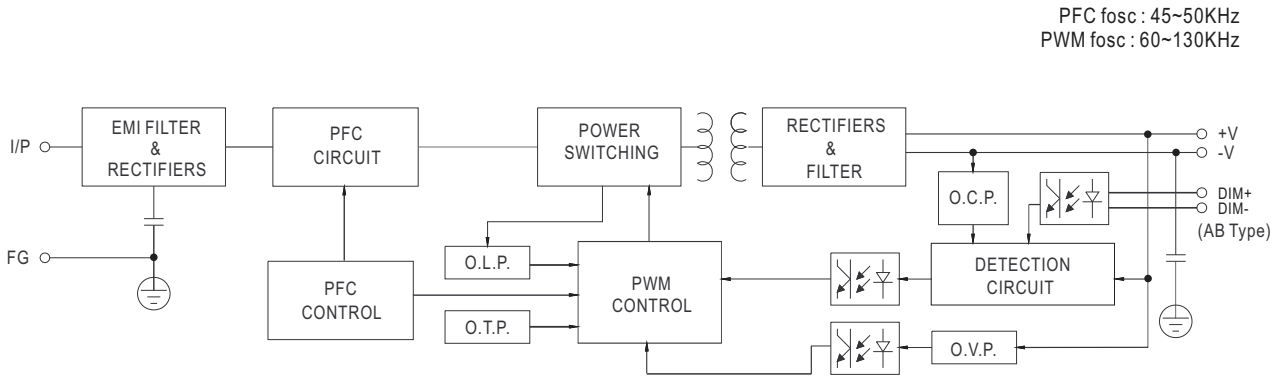 PFC fosc : 45~50KHz
PWM fosc : 60~130KHz
I/P
EMI FILTER
&
RECTIFIERS
PFC
CIRCUIT
POWER
SWITCHING
RECTIFIERS
&
FILTER
+V
-V
O.C.P.
DIM+
DIM-
(AB Type)
FG
PFC
CONTROL
O.L.P.
O.T.P.
PWM
CONTROL
DETECTION
CIRCUIT
O.V.P.